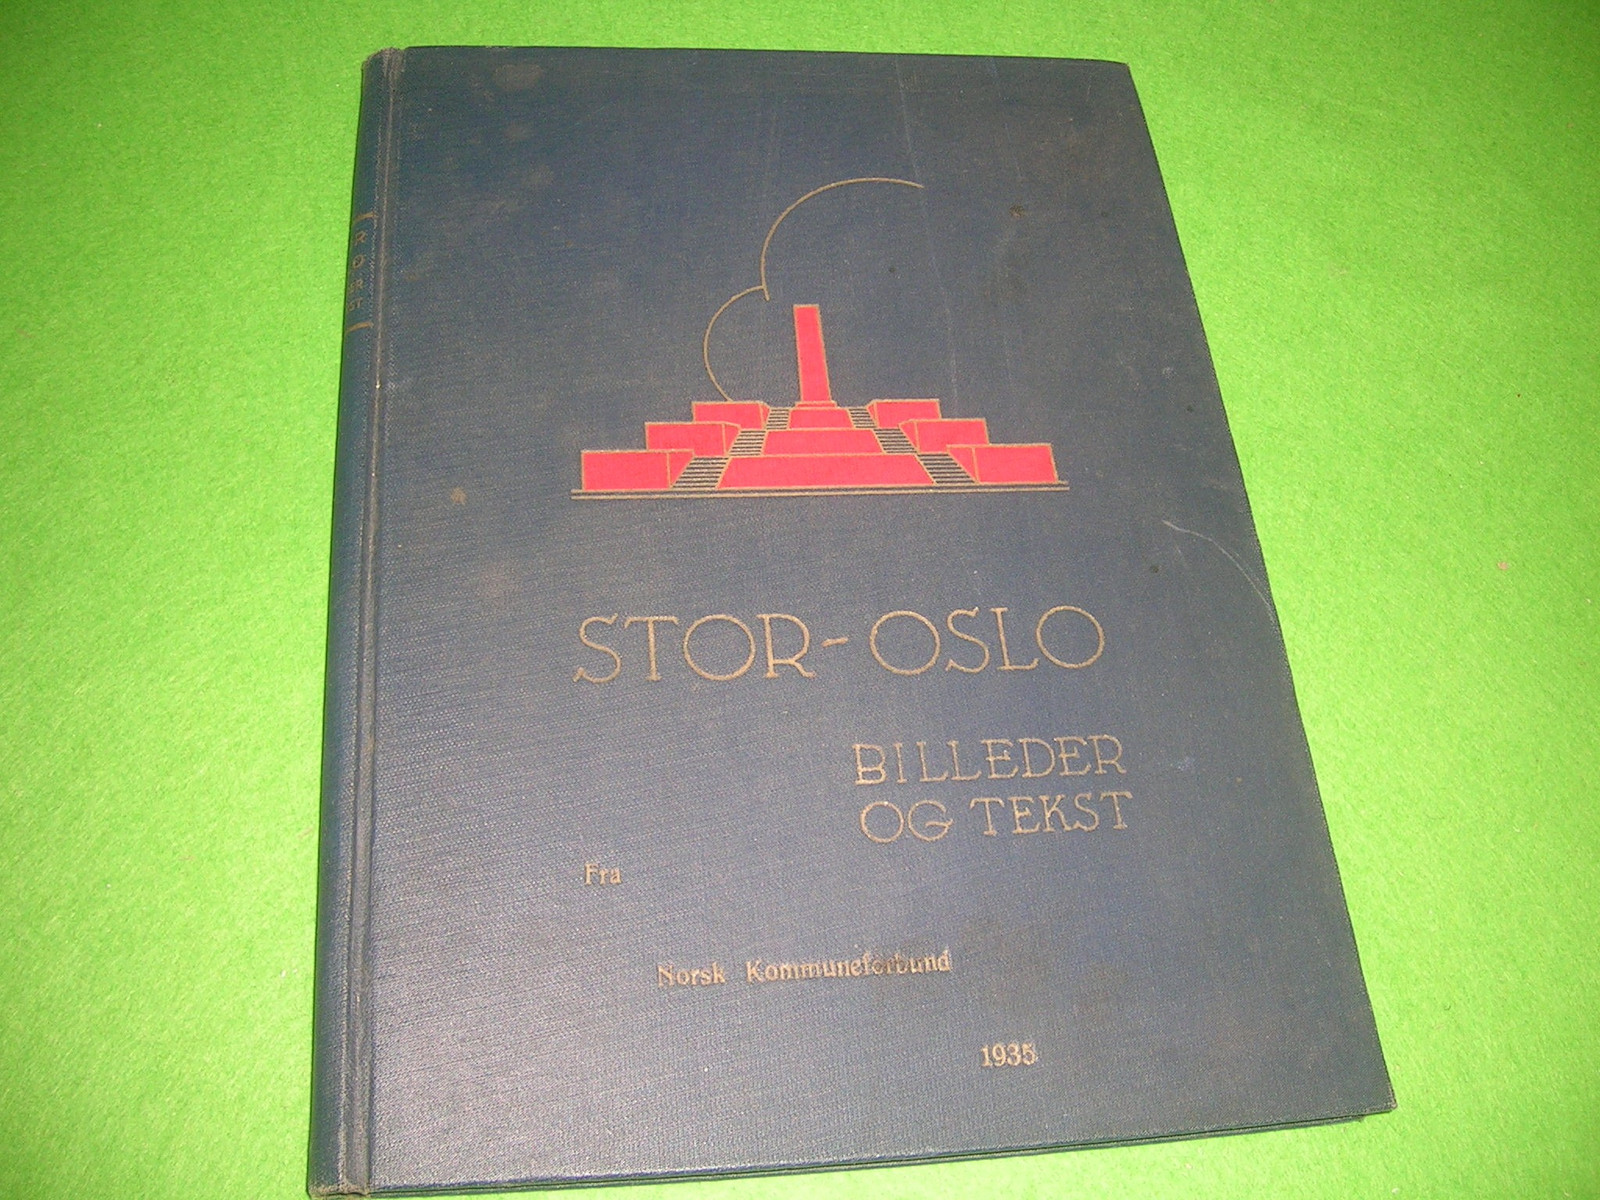 STOR-OSLO
BILLEDER
OG TEKST
Fra
Norsk Kommuneforbund
1935